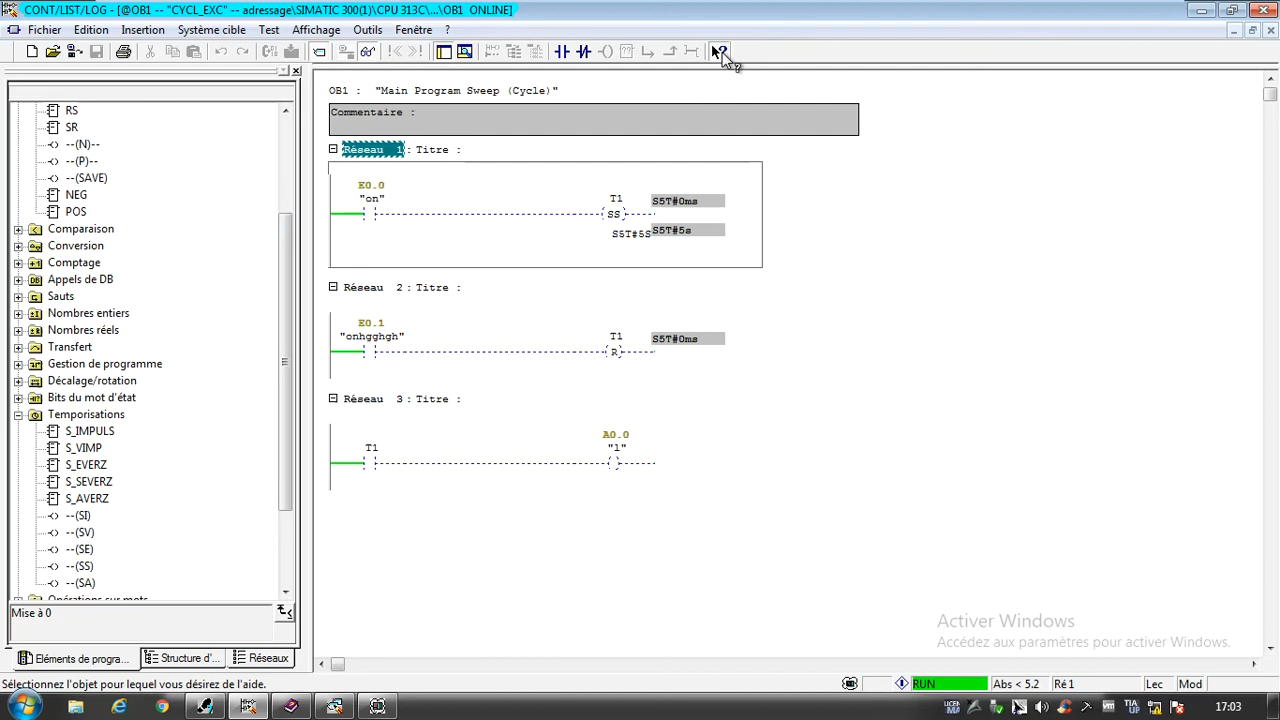 CONT/LIST/LOG - [@OB1 -- "CYCL_EXC" -- adressage\SIMATIC 300(1)\CPU 313C\...\OB1 ONLINE]
Fichier Edition Insertion Système cible Test Affichage Outils Fenêtre ?
OB1 : "Main Program Sweep (Cycle)"
Commentaire :
Réseau 1 : Titre :
E0.0
"on"
T1
SS
S5T#0ms
S5T#5S
S5T#5s
Réseau 2 : Titre :
E0.1
"onhgghgh"
T1
R
S5T#0ms
Réseau 3 : Titre :
T1
A0.0
"l"
RS
SR
--(N)--
--(P)--
--(SAVE)
NEG
POS
Comparaison
Conversion
Comptage
Appels de DB
Sauts
Nombres entiers
Nombres réels
Transfert
Gestion de programme
Décalage/rotation
Bits du mot d'état
Temporisations
S_IMPULS
S_VIMP
S_EVERZ
S_SEVERZ
S_AVERZ
--(SI)
--(SV)
--(SE)
--(SS)
--(SA)
Opérations sur mots
Mise à 0
Eléments de progra...
Structure d'...
Réseaux
Activer Windows
Accédez aux paramètres pour activer Windows.
Sélectionnez l'objet pour lequel vous désirez de l'aide.
RUN
Abs < 5.2
Ré 1
Lec
Mod
17:03